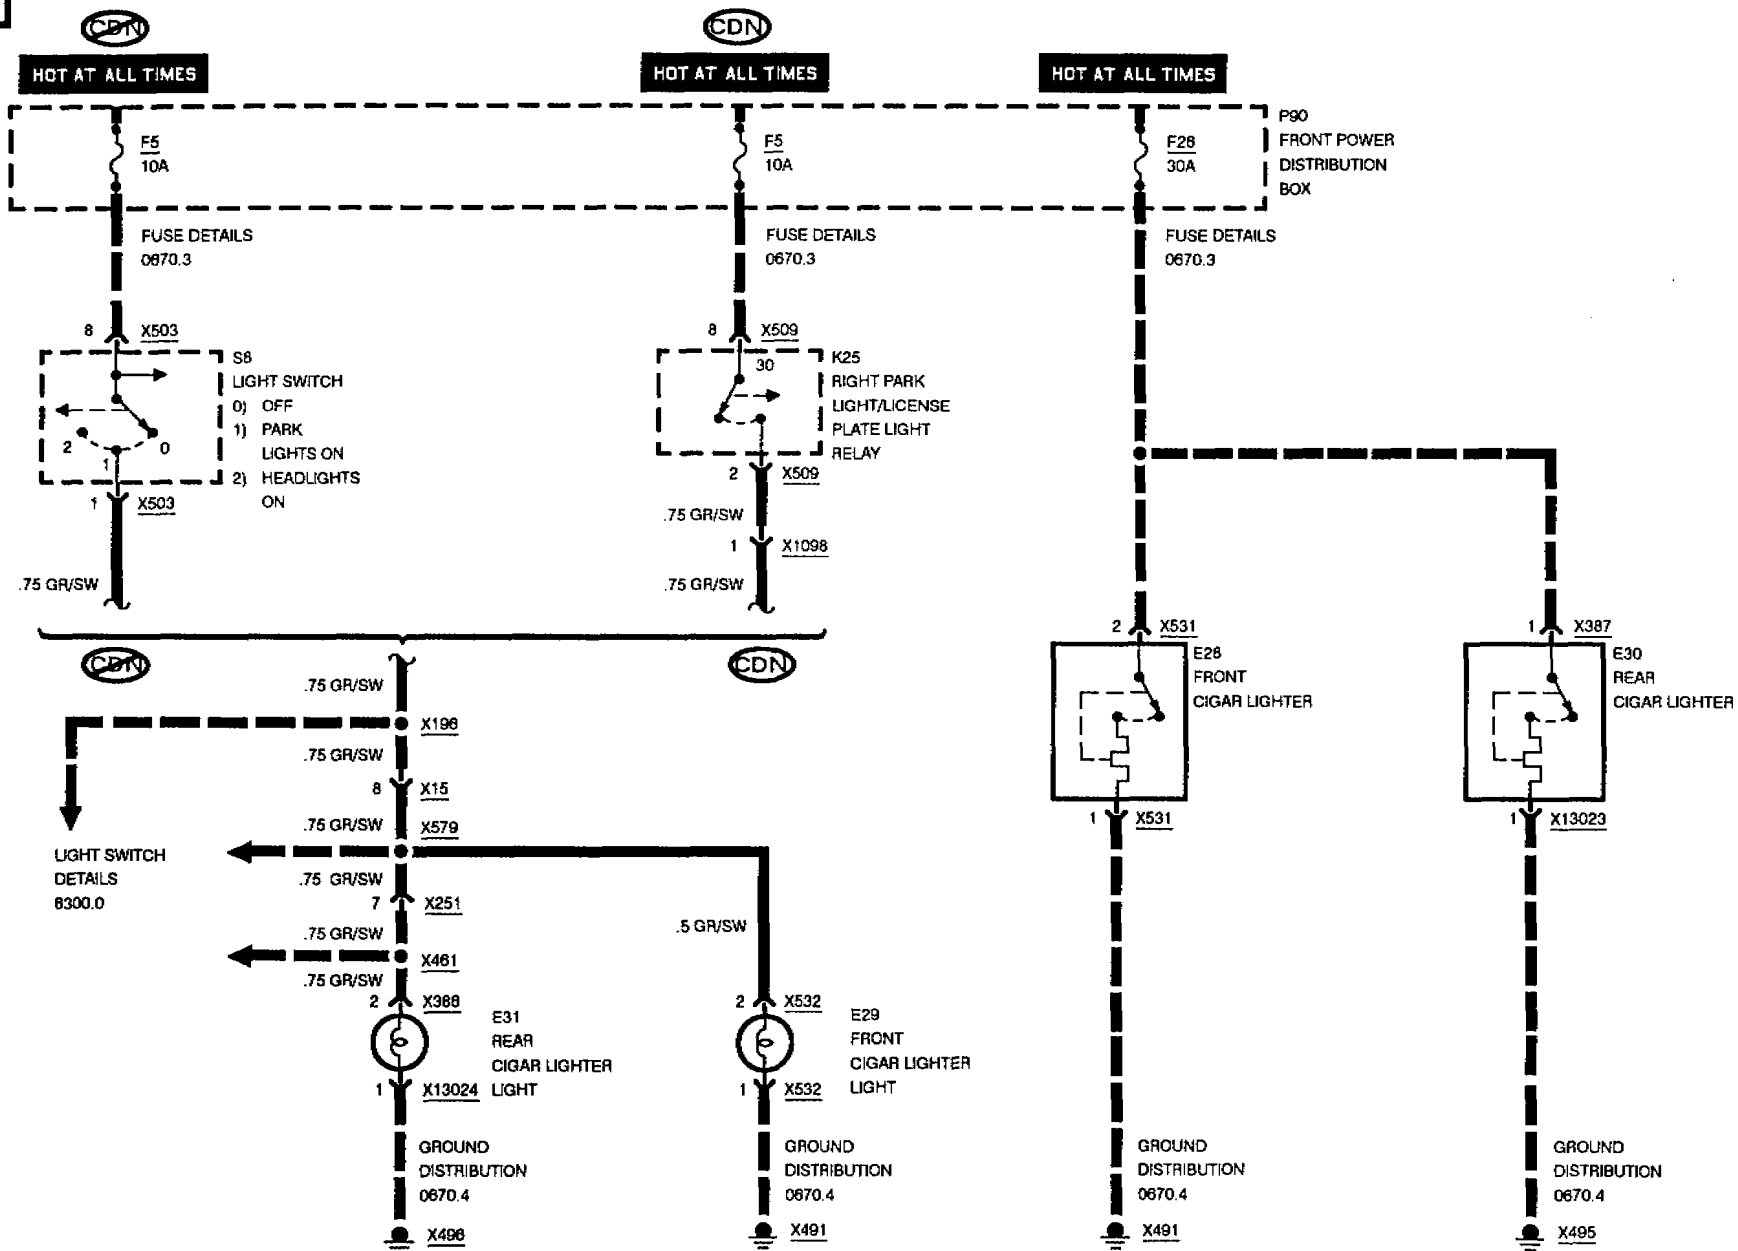 CDN
CDN
HOT AT ALL TIMES
HOT AT ALL TIMES
HOT AT ALL TIMES
F5
10A
F5
10A
F28
30A
P90
FRONT POWER
DISTRIBUTION
BOX
FUSE DETAILS
0670.3
FUSE DETAILS
0670.3
FUSE DETAILS
0670.3
8 X503
S8
LIGHT SWITCH
0) OFF
1) PARK
LIGHTS ON
2) HEADLIGHTS
ON
2
1
0
1 X503
.75 GR/SW
8 X509
30
K25
RIGHT PARK
LIGHT/LICENSE
PLATE LIGHT
RELAY
2 X509
.75 GR/SW
1 X1098
.75 GR/SW
CDN
CDN
.75 GR/SW
X196
.75 GR/SW
8 X15
.75 GR/SW
X579
LIGHT SWITCH
DETAILS
6300.0
.75 GR/SW
7 X251
.75 GR/SW
X461
.75 GR/SW
2 X388
E31
REAR
CIGAR LIGHTER
LIGHT
1 X13024
GROUND
DISTRIBUTION
0670.4
X496
.5 GR/SW
2 X532
E29
FRONT
CIGAR LIGHTER
LIGHT
1 X532
GROUND
DISTRIBUTION
0670.4
X491
2 X531
E28
FRONT
CIGAR LIGHTER
1 X531
GROUND
DISTRIBUTION
0670.4
X491
1 X387
E30
REAR
CIGAR LIGHTER
1 X13023
GROUND
DISTRIBUTION
0670.4
X495